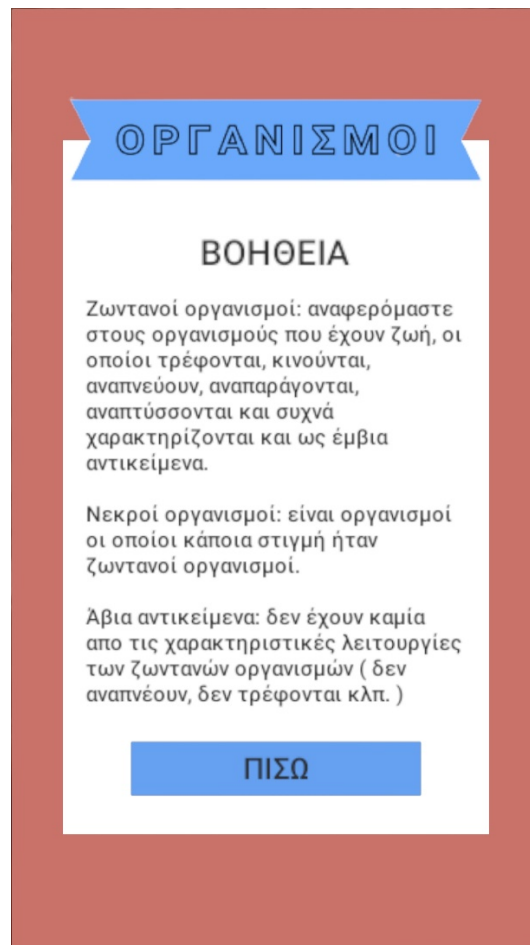 ΟΡΓΑΝΙΣΜΟΙ
ΒΟΗΘΕΙΑ
Ζωντανοί οργανισμοί: αναφερόμαστε
στους οργανισμούς που έχουν ζωή, οι
οποίοι τρέφονται, κινούνται,
αναπνεύουν, αναπαράγονται,
αναπτύσσονται και συχνά
χαρακτηρίζονται και ως έμβια
αντικείμενα.
Νεκροί οργανισμοί: είναι οργανισμοί
οι οποίοι κάποια στιγμή ήταν
ζωντανοί οργανισμοί.
Άβια αντικείμενα: δεν έχουν καμία
απο τις χαρακτηριστικές λειτουργίες
των ζωντανών οργανισμών ( δεν
αναπνέουν, δεν τρέφονται κλπ. )
ΠΙΣΩ